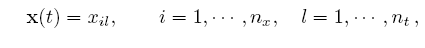 x(t) = x_{il},   i = 1, ⋯ , n_x,   l = 1, ⋯ , n_t ,